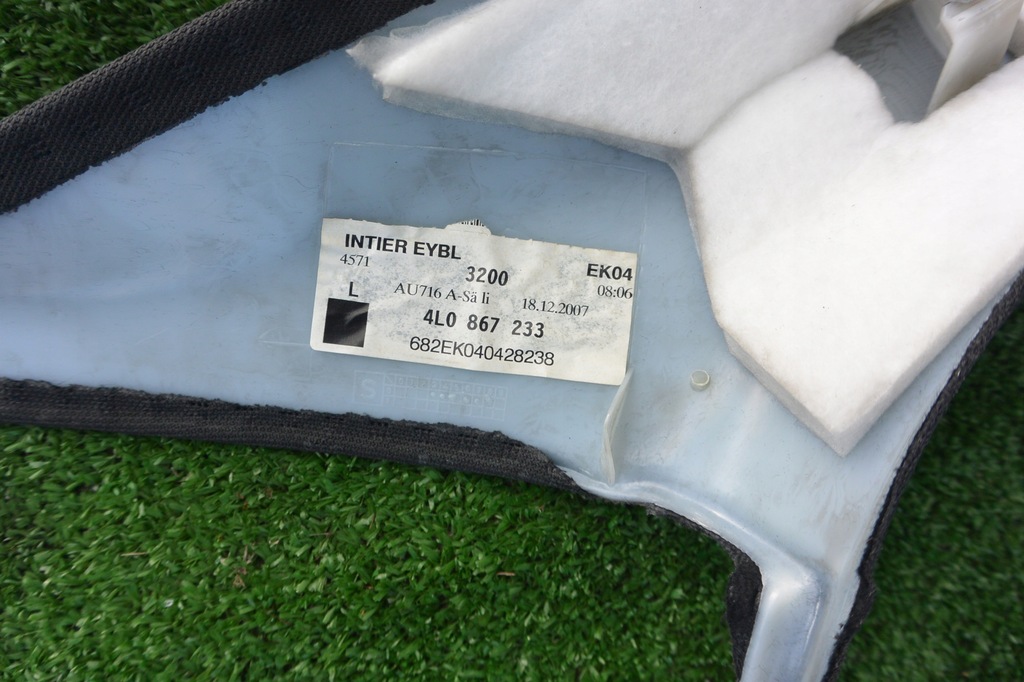 INTIER EYBL
4571 3200 EK04
08:06
L AU716 A-Sä li 18.12.2007
4L0 867 233
682EK040428238
S